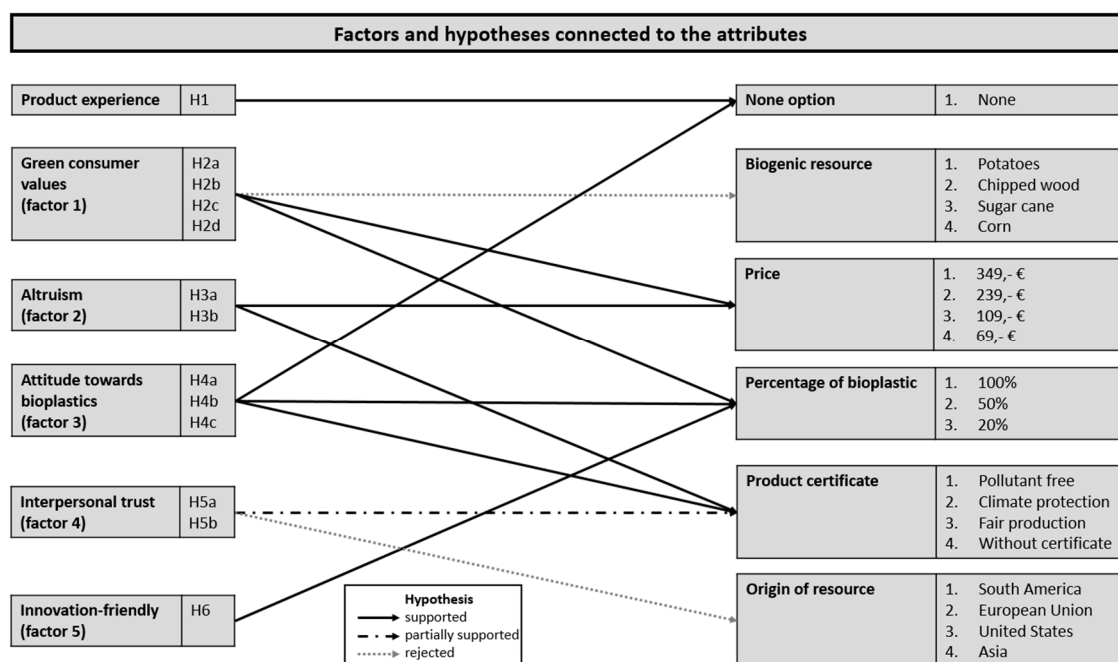 Factors and hypotheses connected to the attributes
Product experience
H1
Green consumer
values
(factor 1)
H2a
H2b
H2c
H2d
Altruism
(factor 2)
H3a
H3b
Attitude towards
bioplastics
(factor 3)
H4a
H4b
H4c
Interpersonal trust
(factor 4)
H5a
H5b
Innovation-friendly
(factor 5)
H6
None option
1. None
Biogenic resource
1. Potatoes
2. Chipped wood
3. Sugar cane
4. Corn
Price
1. 349,- €
2. 239,- €
3. 109,- €
4. 69,- €
Percentage of bioplastic
1. 100%
2. 50%
3. 20%
Product certificate
1. Pollutant free
2. Climate protection
3. Fair production
4. Without certificate
Origin of resource
1. South America
2. European Union
3. United States
4. Asia
Hypothesis
supported
partially supported
rejected